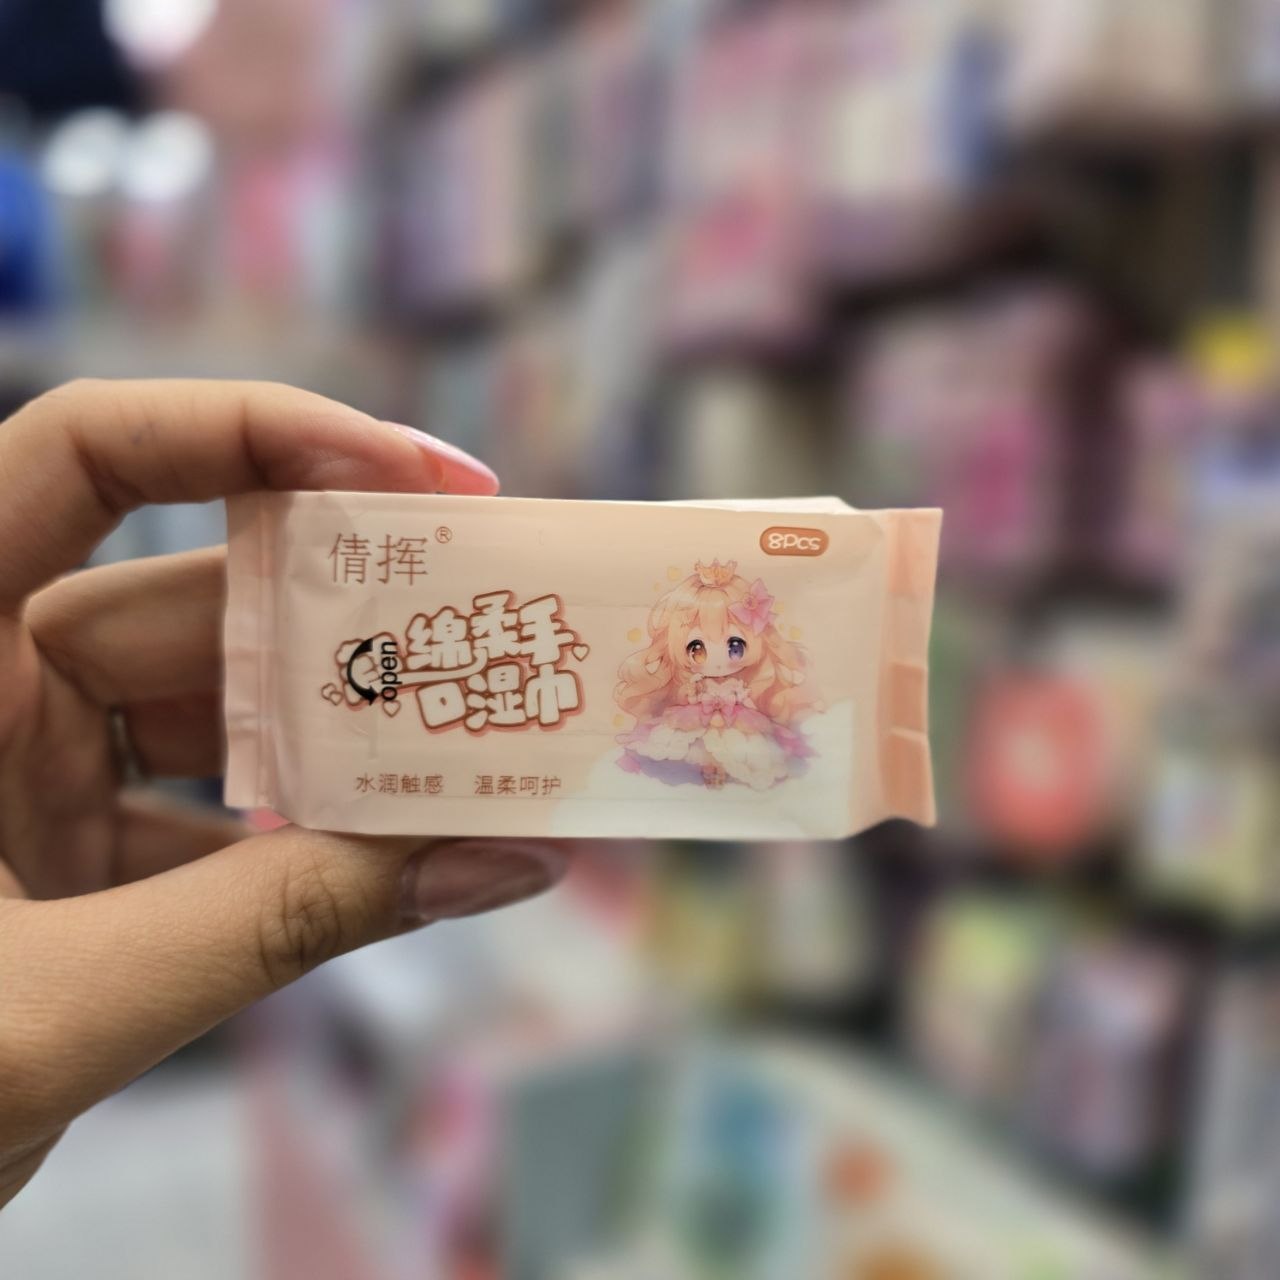 倩挥®
8Pcs
绵柔手
口湿巾
open
水润触感 温柔呵护